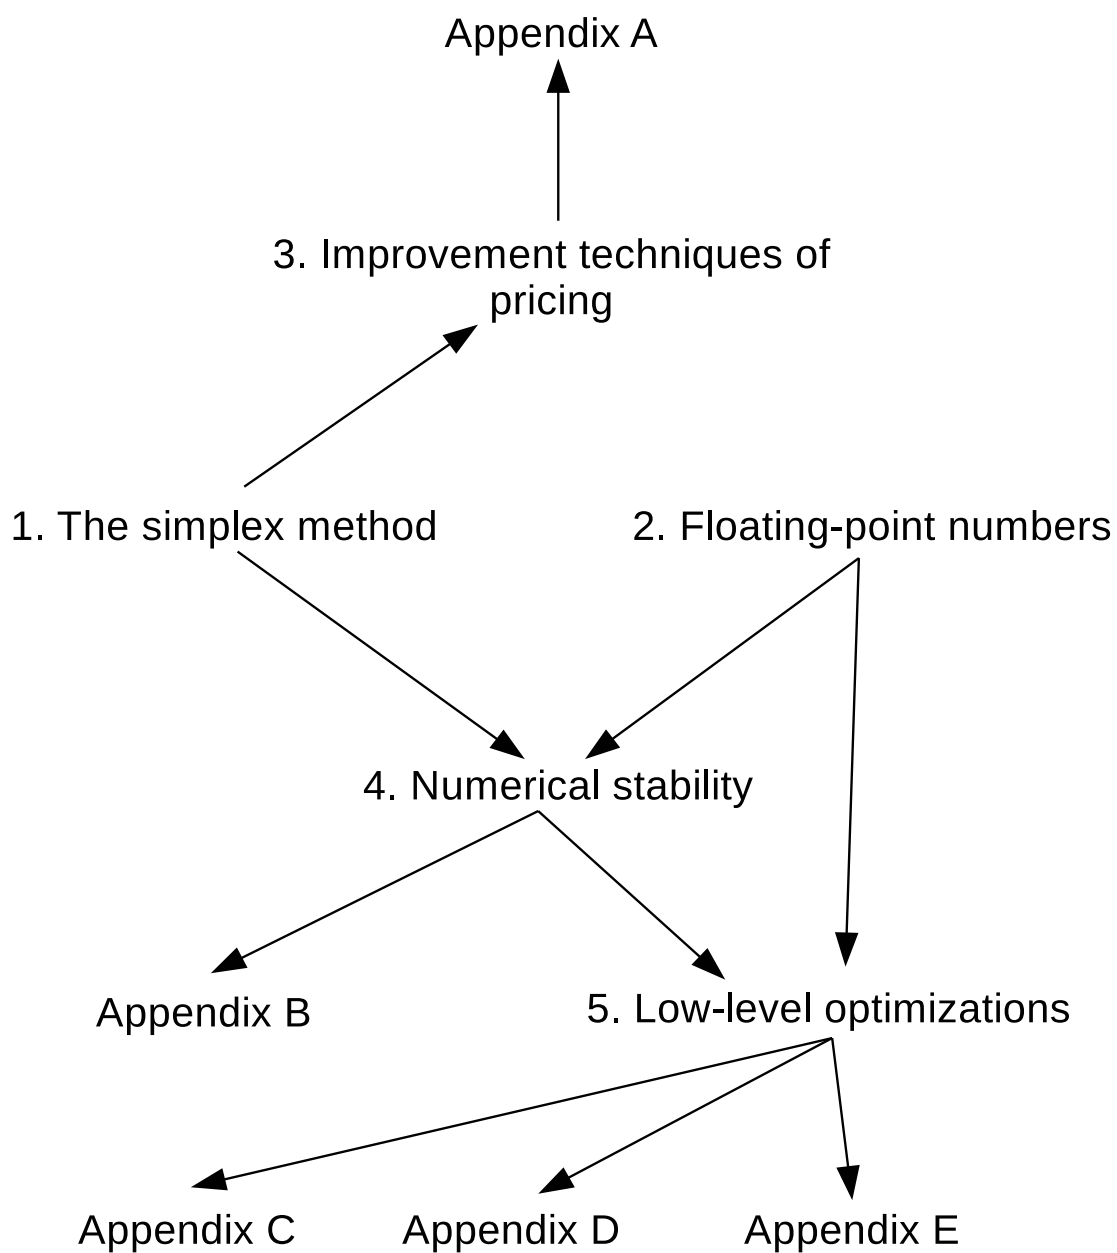 Appendix A
3. Improvement techniques of
pricing
1. The simplex method
2. Floating-point numbers
4. Numerical stability
Appendix B
5. Low-level optimizations
Appendix C
Appendix D
Appendix E